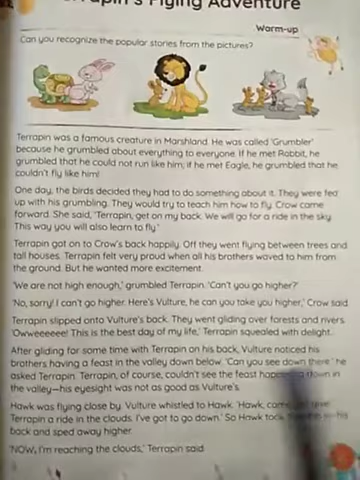 Terrapin's Flying Adventure
Warm-up
Can you recognize the popular stories from the pictures?
Terrapin was a famous creature in Marshland. He was called 'Grumbler'
because he grumbled about everything to everyone. If he met Rabbit, he
grumbled that he could not run like him; if he met Eagle, he grumbled that he
couldn't fly like him!
One day, the birds decided they had to do something about it. They were fed
up with his grumbling. They would try to teach him how to fly. Crow came
forward. She said, 'Terrapin, get on my back. We will go for a ride in the sky.
This way you will also learn to fly.'
Terrapin got on to Crow's back happily. Off they went flying between trees and
tall houses. Terrapin felt very proud when all his brothers waved to him from
the ground. But he wanted more excitement.
'We are not high enough,' grumbled Terrapin. 'Can't you go higher?'
'No, sorry! I can't go higher. Here's Vulture, he can take you higher,' Crow said.
Terrapin slipped onto Vulture's back. They went gliding over forests and rivers.
'Owweeeeee! This is the best day of my life,' Terrapin squealed with delight.
After gliding for some time with Terrapin on his back, Vulture noticed his
brothers having a feast in the valley down below. 'Can you see down there' he
asked Terrapin. Terrapin, of course, couldn't see the feast down in
the valley—his eyesight was not as good as Vulture's.
Hawk was flying close by. Vulture whistled to Hawk. 'Hawk,
Terrapin a ride in the clouds. I've got to go down.' So Hawk took his
back and sped away higher.
'NOW, I'm reaching the clouds,' Terrapin said.